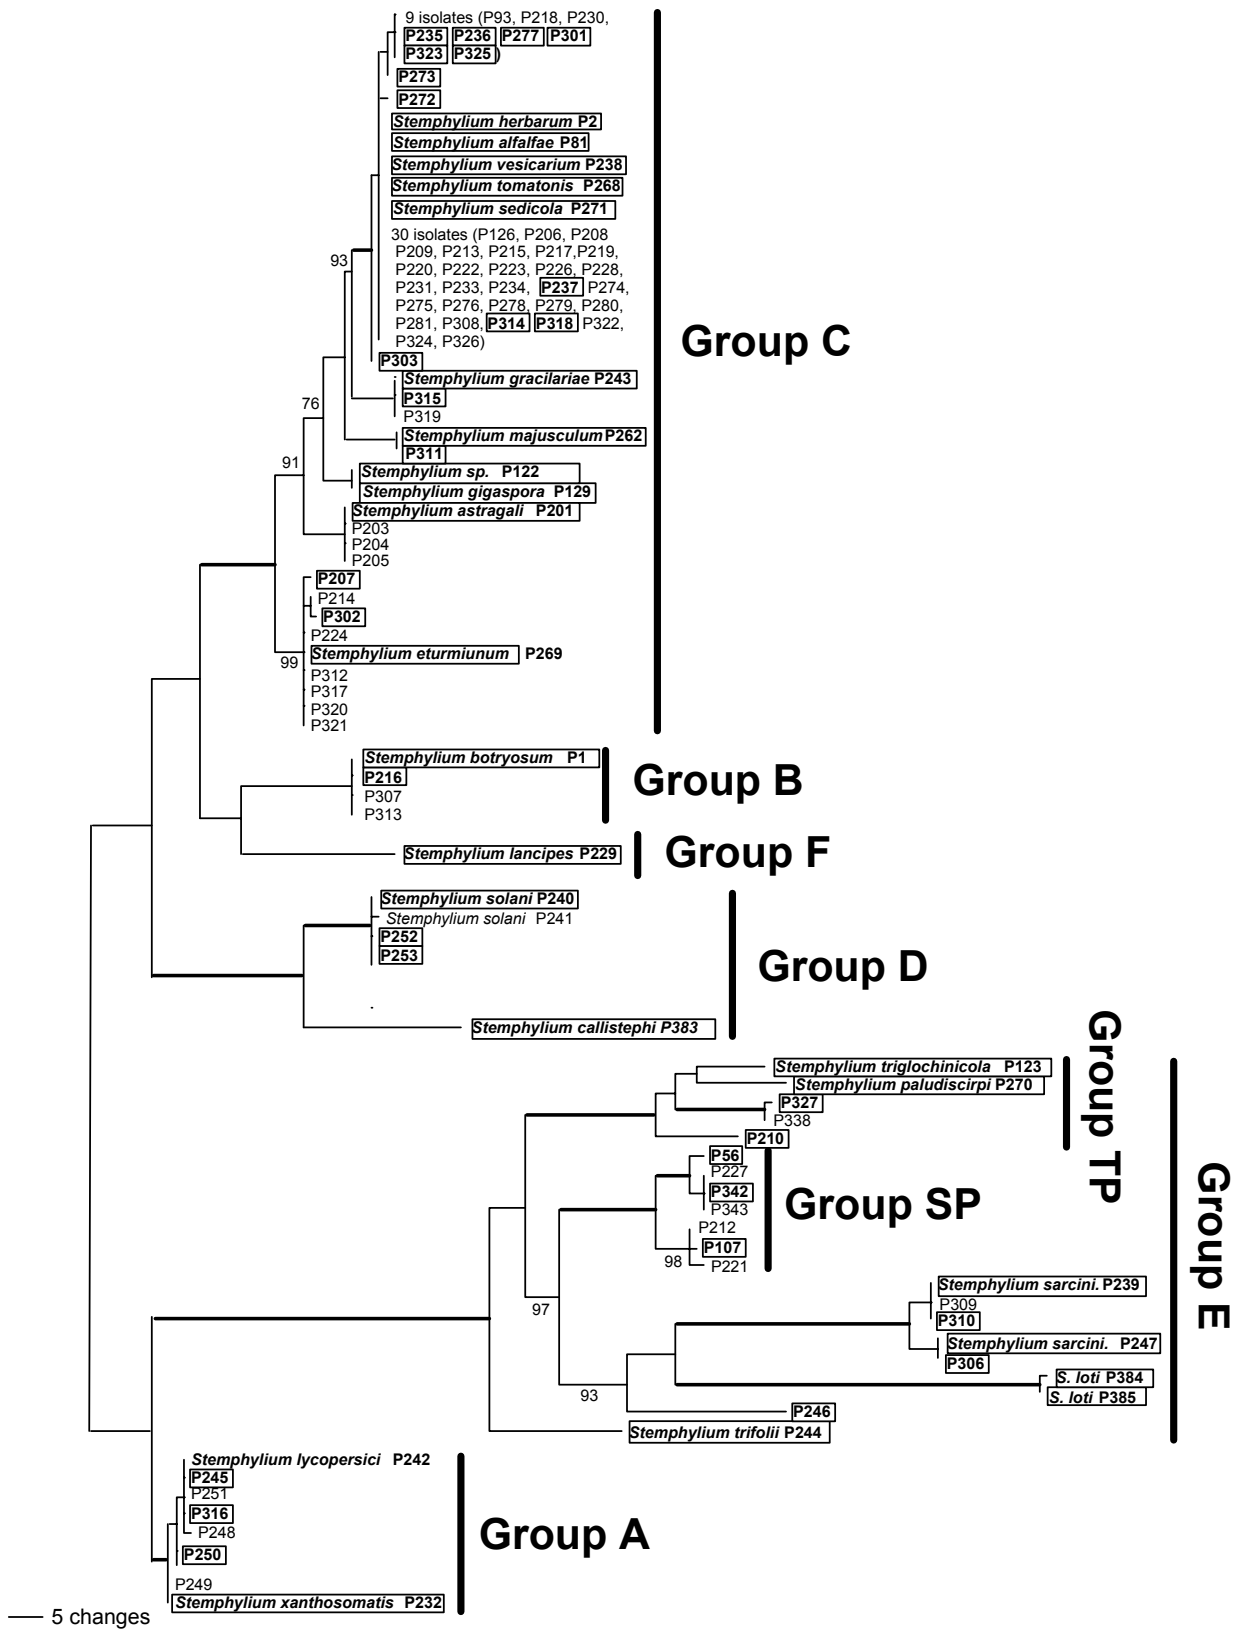 9 isolates (P93, P218, P230,
P235 P236 P277 P301
P323 P325)
P273
P272
Stemphylium herbarum P2
Stemphylium alfalfae P81
Stemphylium vesicarium P238
Stemphylium tomatonis P268
Stemphylium sedicola P271
30 isolates (P126, P206, P208
P209, P213, P215, P217,P219,
P220, P222, P223, P226, P228,
P231, P233, P234, P237 P274,
P275, P276, P278, P279, P280,
P281, P308, P314 P318 P322,
P324, P326)
93
Group C
P303
Stemphylium gracilariae P243
P315
P319
76
Stemphylium majusculum P262
P311
91
Stemphylium sp. P122
Stemphylium gigaspora P129
Stemphylium astragali P201
P203
P204
P205
P207
P214
P302
P224
99
Stemphylium eturmiunum P269
P312
P317
P320
P321
Stemphylium botryosum P1
P216
P307
P313
Group B
Stemphylium lancipes P229
Group F
Stemphylium solani P240
Stemphylium solani P241
P252
P253
Group D
Stemphylium callistephi P383
Stemphylium triglochinicola P123
Stemphylium paludiscirpi P270
P327
P338
P210
Group TP
P56
P227
P342
P343
P212
P107
98
P221
Group SP
Group E
97
Stemphylium sarcini. P239
P309
P310
Stemphylium sarcini. P247
P306
S. loti P384
S. loti P385
93
P246
Stemphylium trifolii P244
Stemphylium lycopersici P242
P245
P251
P316
P248
P250
P249
Stemphylium xanthosomatis P232
Group A
5 changes